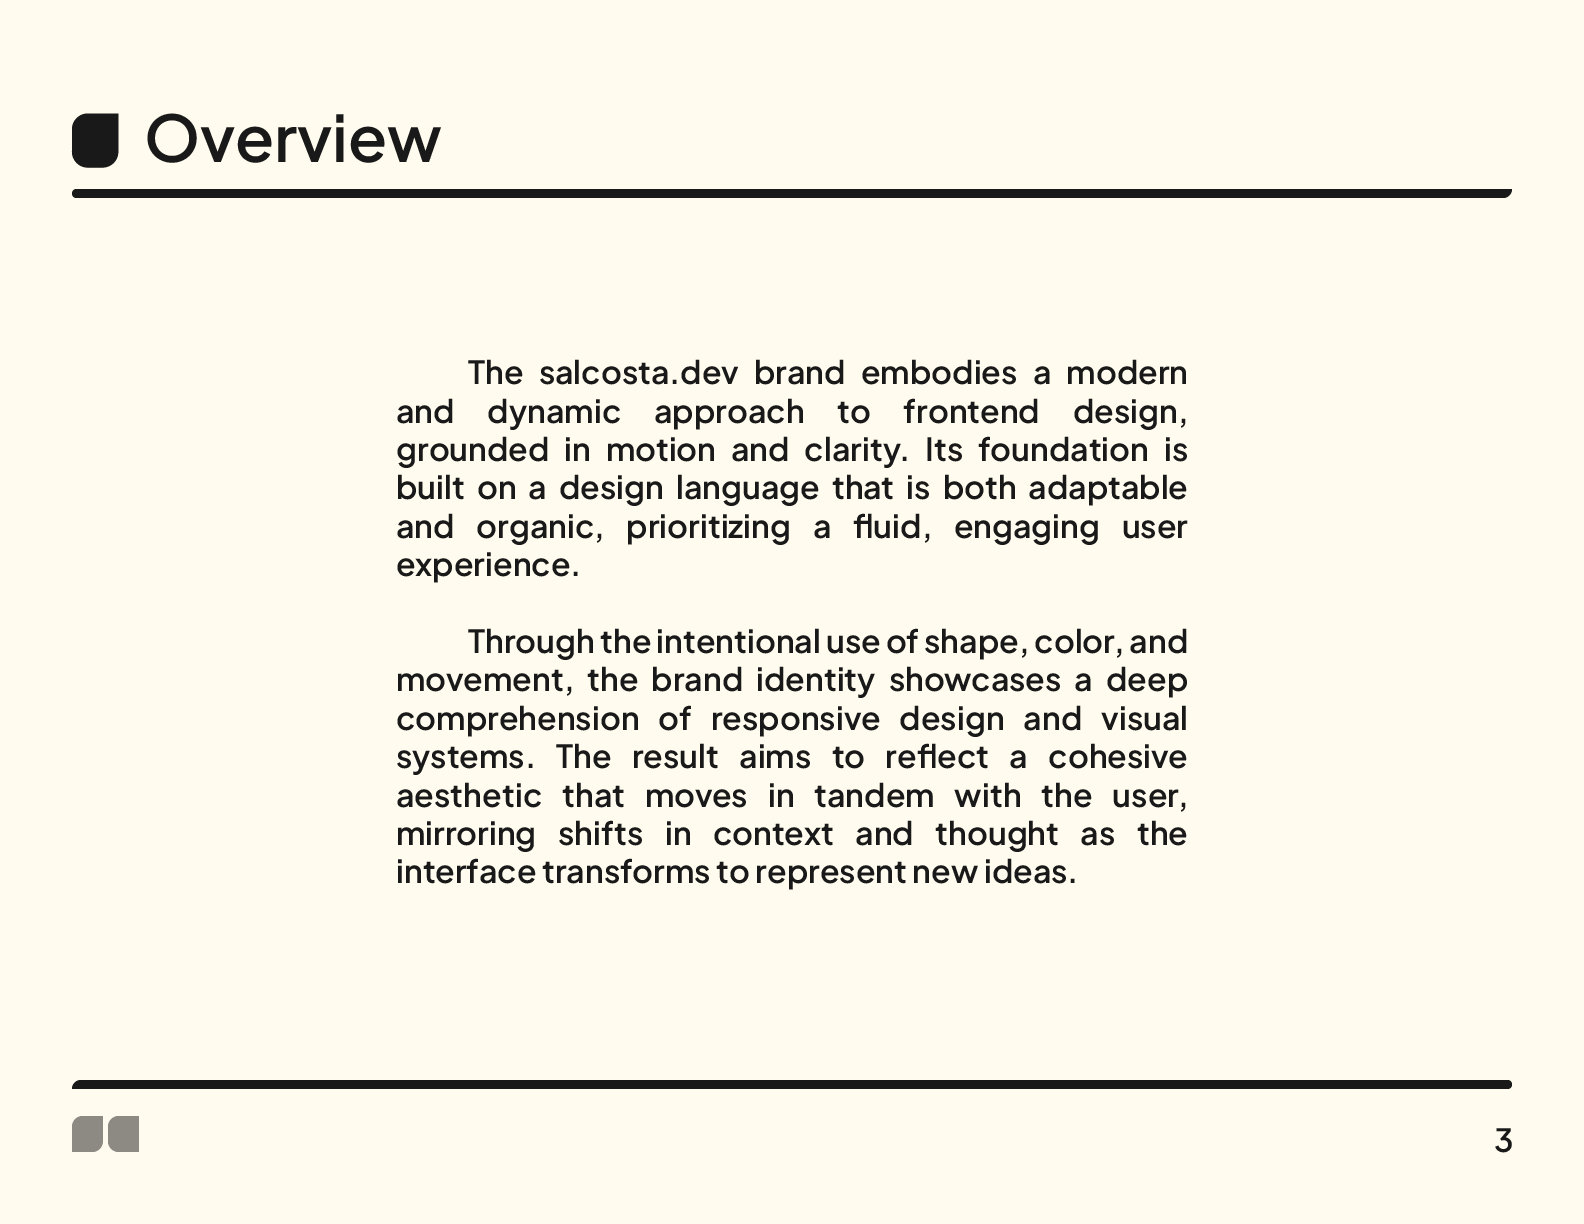 Overview
The salcosta.dev brand embodies a modern
and dynamic approach to frontend design,
grounded in motion and clarity. Its foundation is
built on a design language that is both adaptable
and organic, prioritizing a fluid, engaging user
experience.
Through the intentional use of shape, color, and
movement, the brand identity showcases a deep
comprehension of responsive design and visual
systems. The result aims to reflect a cohesive
aesthetic that moves in tandem with the user,
mirroring shifts in context and thought as the
interface transforms to represent new ideas.
3